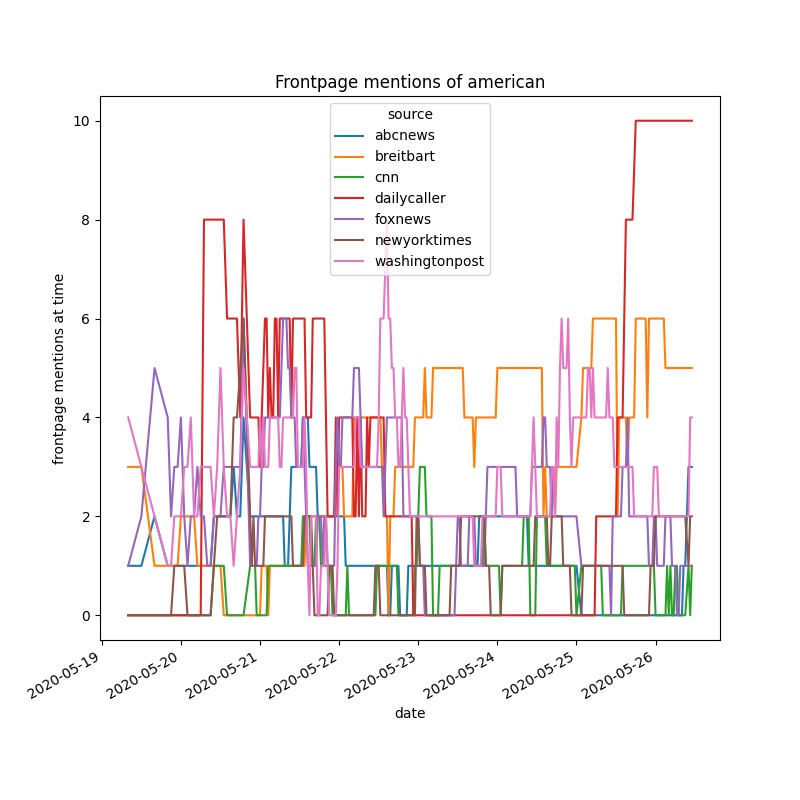 Frontpage mentions of american
source
abcnews
breitbart
cnn
dailycaller
foxnews
newyorktimes
washingtonpost
frontpage mentions at time
10
8
6
4
2
0
2020-05-19
2020-05-20
2020-05-21
2020-05-22
2020-05-23
2020-05-24
2020-05-25
2020-05-26
date